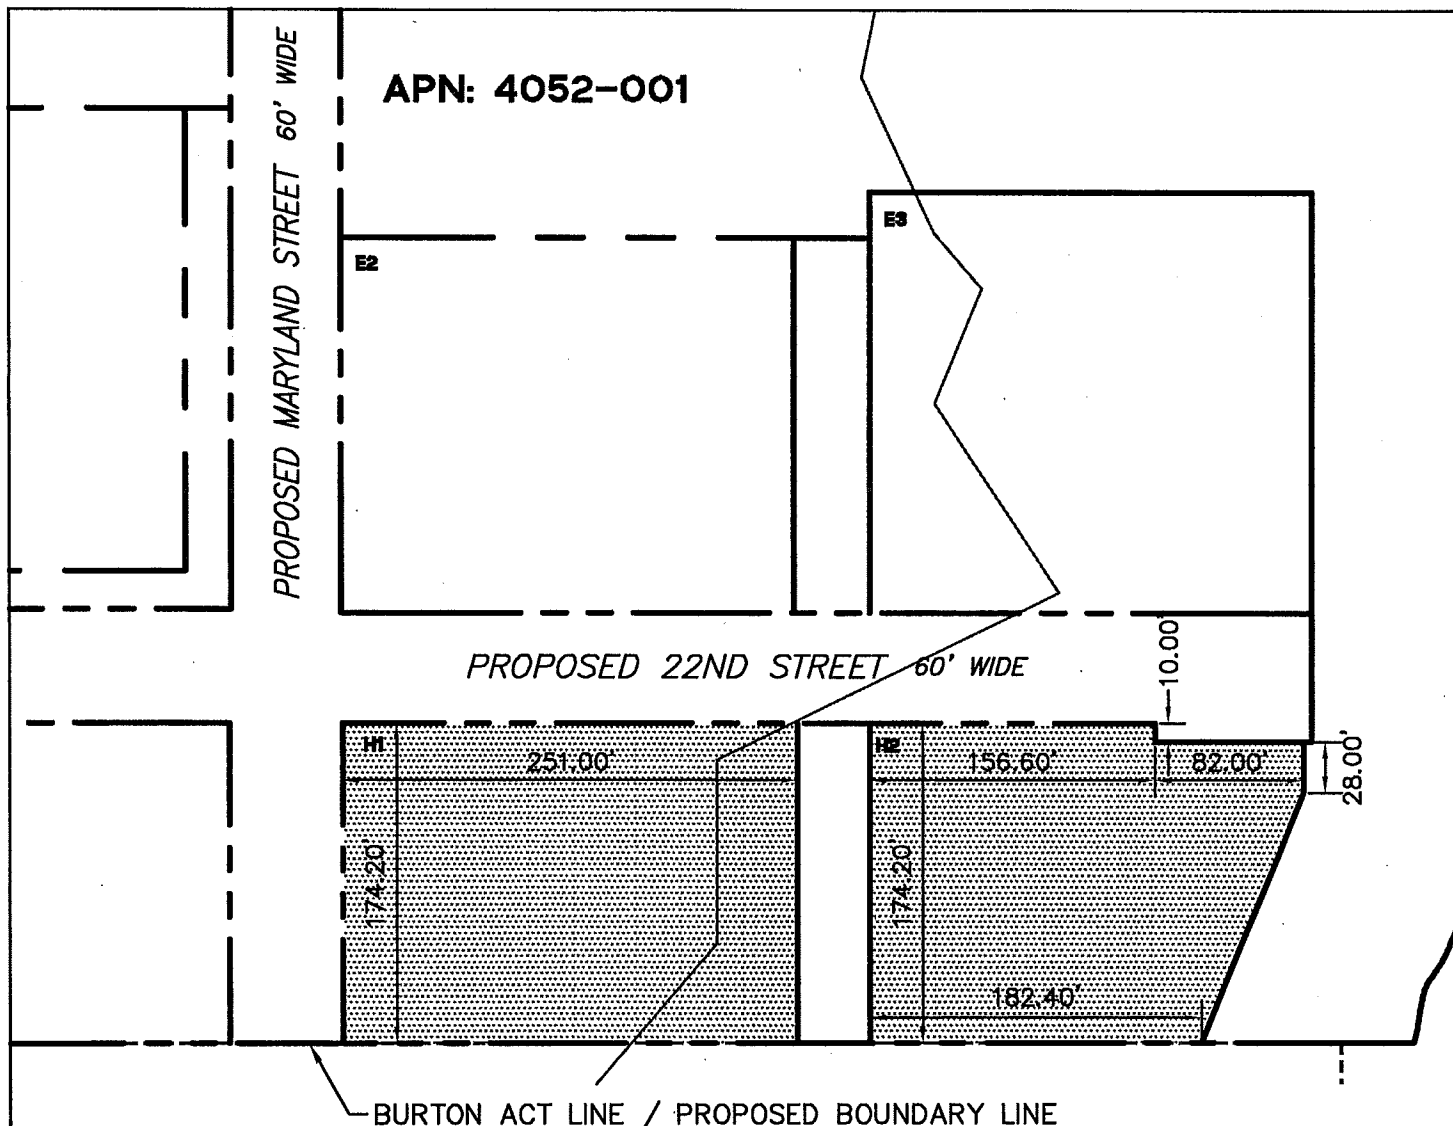 APN: 4052-001
PROPOSED MARYLAND STREET 60' WIDE
E2
E3
PROPOSED 22ND STREET 60' WIDE
10.00'
H1
251.00'
174.20'
H2
156.60'
82.00'
28.00'
174.20'
182.40'
BURTON ACT LINE / PROPOSED BOUNDARY LINE